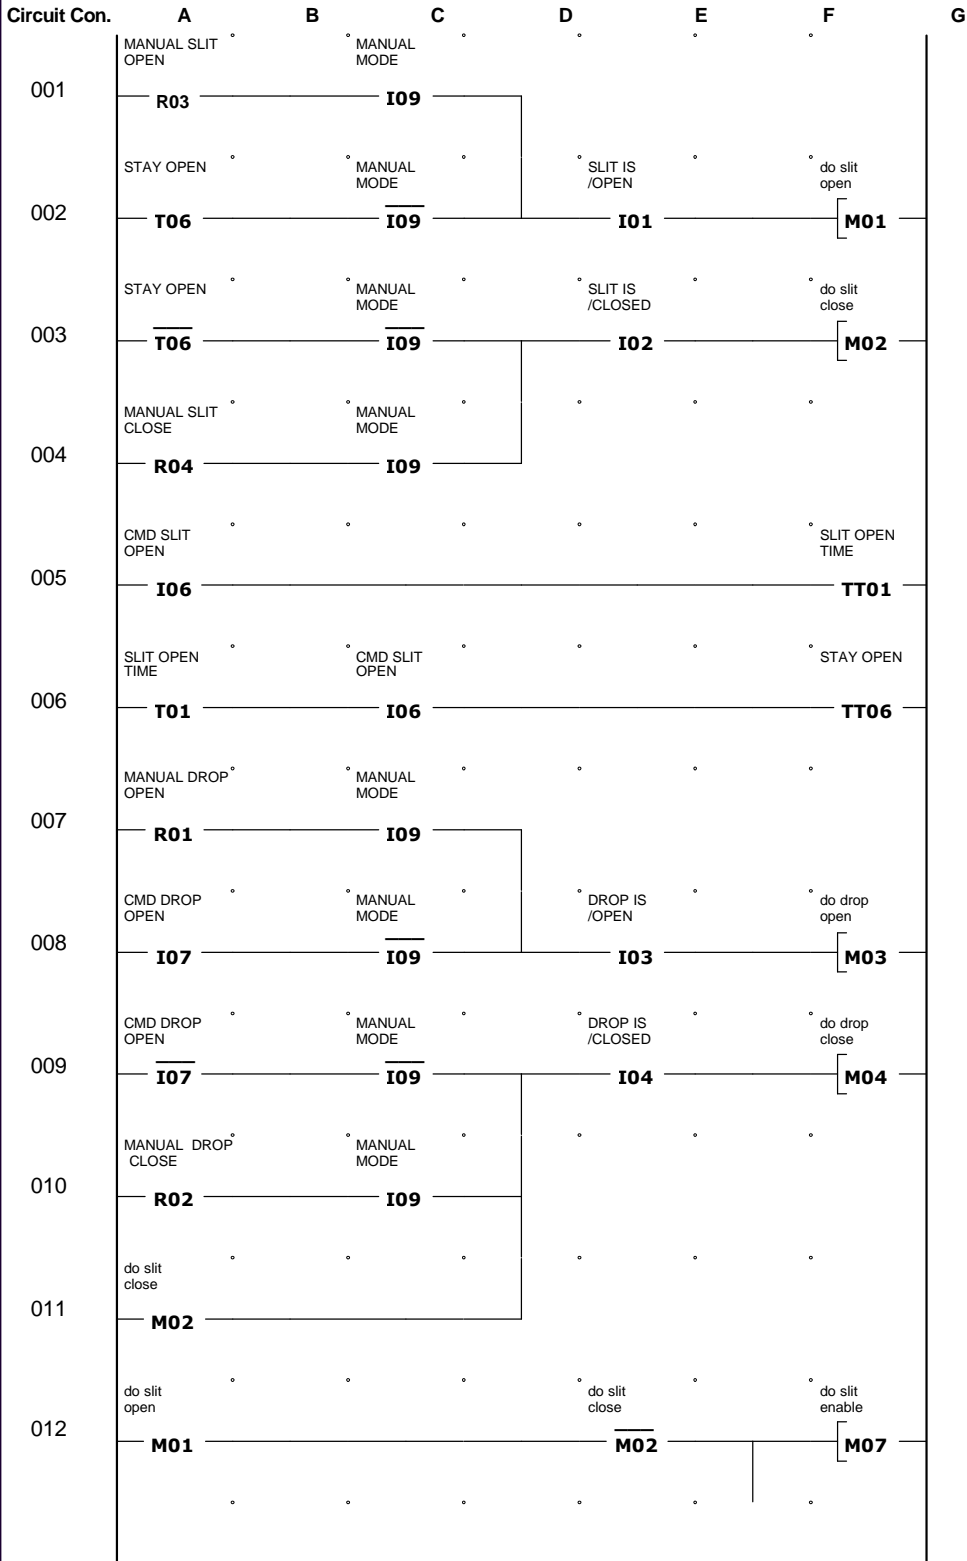 Circuit Con. A B C D E F G
MANUAL SLIT MANUAL
OPEN MODE
001 R03 I09
STAY OPEN MANUAL SLIT IS do slit
MODE /OPEN open
002 T06 I09 I01 M01
STAY OPEN MANUAL SLIT IS do slit
MODE /CLOSED close
003 T06 I09 I02 M02
MANUAL SLIT MANUAL
CLOSE MODE
004 R04 I09
CMD SLIT SLIT OPEN
OPEN TIME
005 I06 TT01
SLIT OPEN CMD SLIT STAY OPEN
TIME OPEN
006 T01 I06 TT06
MANUAL DROP MANUAL
OPEN MODE
007 R01 I09
CMD DROP MANUAL DROP IS do drop
OPEN MODE /OPEN open
008 I07 I09 I03 M03
CMD DROP MANUAL DROP IS do drop
OPEN MODE /CLOSED close
009 I07 I09 I04 M04
MANUAL DROP MANUAL
CLOSE MODE
010 R02 I09
do slit
close
011 M02
do slit do slit do slit
open close enable
012 M01 M02 M07